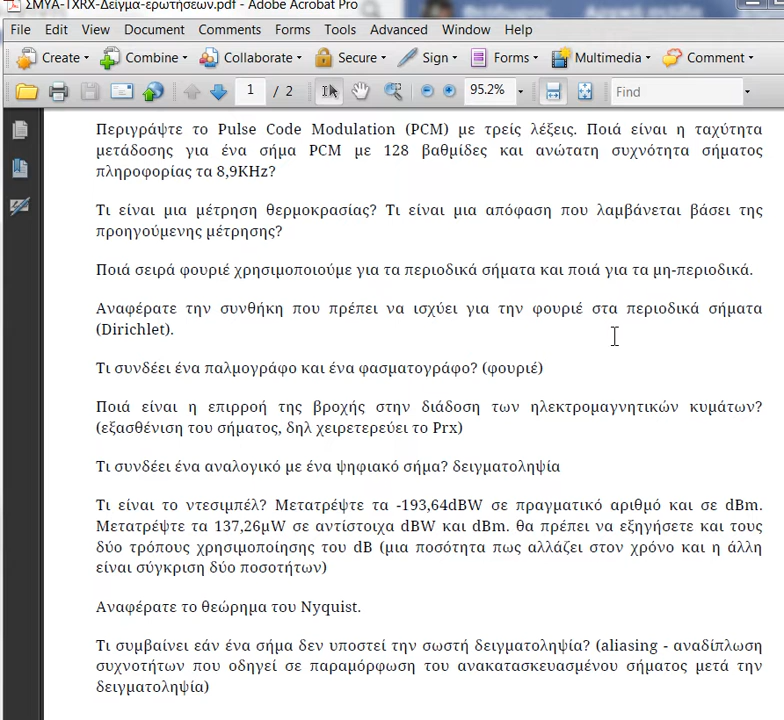 ΣΜΥΑ-TXRX-Δείγμα-ερωτήσεων.pdf - Adobe Acrobat Pro
File Edit View Document Comments Forms Tools Advanced Window Help
Create Combine Collaborate Secure Sign Forms Multimedia Comment
1 / 2 95.2% Find
Περιγράψτε το Pulse Code Modulation (PCM) με τρείς λέξεις. Ποιά είναι η ταχύτητα
μετάδοσης για ένα σήμα PCM με 128 βαθμίδες και ανώτατη συχνότητα σήματος
πληροφορίας τα 8,9KHz?
Τι είναι μια μέτρηση θερμοκρασίας? Τι είναι μια απόφαση που λαμβάνεται βάσει της
προηγούμενης μέτρησης?
Ποιά σειρά φουριέ χρησιμοποιούμε για τα περιοδικά σήματα και ποιά για τα μη-περιοδικά.
Αναφέρατε την συνθήκη που πρέπει να ισχύει για την φουριέ στα περιοδικά σήματα
(Dirichlet).
Τι συνδέει ένα παλμογράφο και ένα φασματογράφο? (φουριέ)
Ποιά είναι η επιρροή της βροχής στην διάδοση των ηλεκτρομαγνητικών κυμάτων?
(εξασθένιση του σήματος, δηλ χειρετερεύει το Prx)
Τι συνδέει ένα αναλογικό με ένα ψηφιακό σήμα? δειγματοληψία
Τι είναι το ντεσιμπέλ? Μετατρέψτε τα -193,64dBW σε πραγματικό αριθμό και σε dBm.
Μετατρέψτε τα 137,26μW σε αντίστοιχα dBW και dBm. θα πρέπει να εξηγήσετε και τους
δύο τρόπους χρησιμοποίησης του dB (μια ποσότητα πως αλλάζει στον χρόνο και η άλλη
είναι σύγκριση δύο ποσοτήτων)
Αναφέρατε το θεώρημα του Nyquist.
Τι συμβαίνει εάν ένα σήμα δεν υποστεί την σωστή δειγματοληψία? (aliasing - αναδίπλωση
συχνοτήτων που οδηγεί σε παραμόρφωση του ανακατασκευασμένου σήματος μετά την
δειγματοληψία)